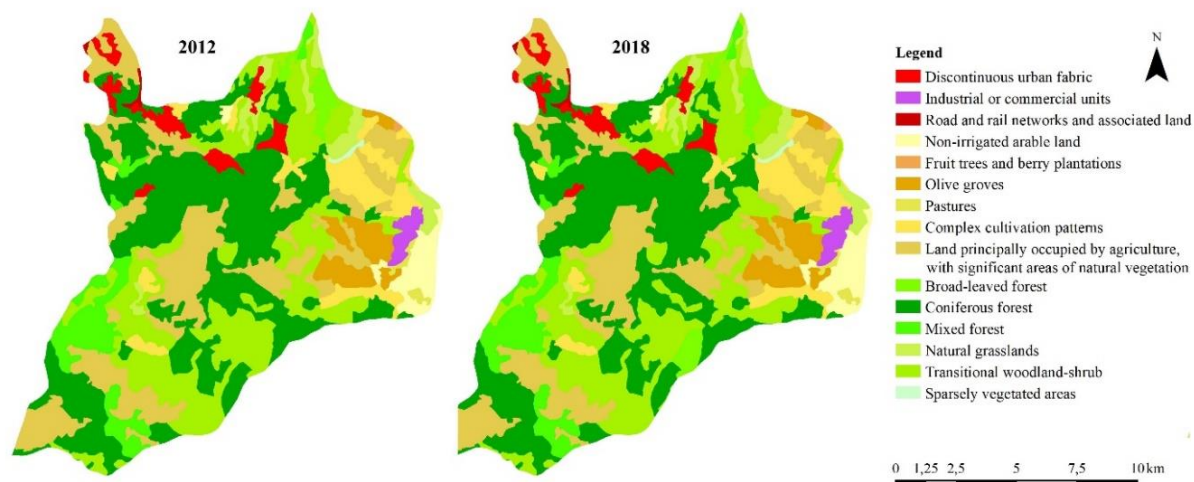 2012
2018
N
Legend
Discontinuous urban fabric
Industrial or commercial units
Road and rail networks and associated land
Non-irrigated arable land
Fruit trees and berry plantations
Olive groves
Pastures
Complex cultivation patterns
Land principally occupied by agriculture,
with significant areas of natural vegetation
Broad-leaved forest
Coniferous forest
Mixed forest
Natural grasslands
Transitional woodland-shrub
Sparsely vegetated areas
0 1,25 2,5 5 7,5 10 km